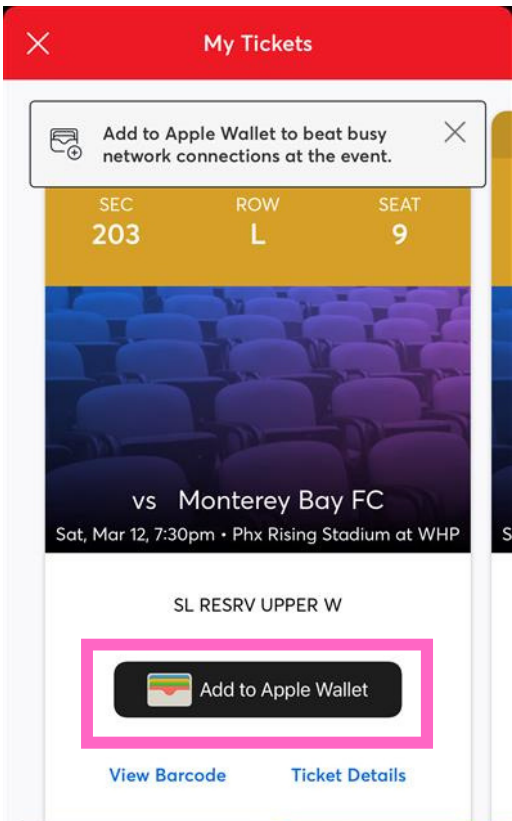 My Tickets
Add to Apple Wallet to beat busy
network connections at the event.
SEC ROW SEAT
203 L 9
vs Monterey Bay FC
Sat, Mar 12, 7:30pm • Phx Rising Stadium at WHP
S
SL RESRV UPPER W
Add to Apple Wallet
View Barcode Ticket Details